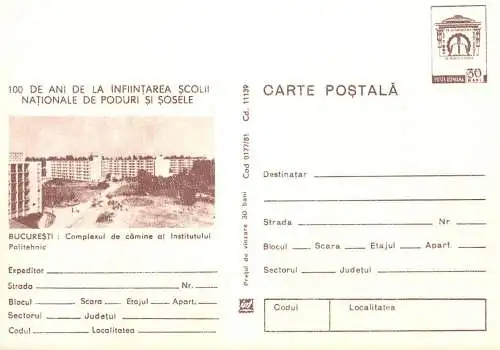 100 DE ANI DE LA ÎNFIINȚAREA ȘCOLII
NAȚIONALE DE PODURI ȘI ȘOSELE
BUCUREȘTI : Complexul de cămine al Institutului
Politehnic
Expeditor
Strada Nr.
Blocul Scara Etajul Apart.
Sectorul Județul
Codul Localitatea
Prețul de vînzare 30 bani Cod 0177/81 Cd. 11139
POSTA ROMANA 30
BANI
CARTE POȘTALĂ
Destinatar
Strada Nr
Blocul Scara Etajul Apart.
Sectorul Județul
Codul Localitatea